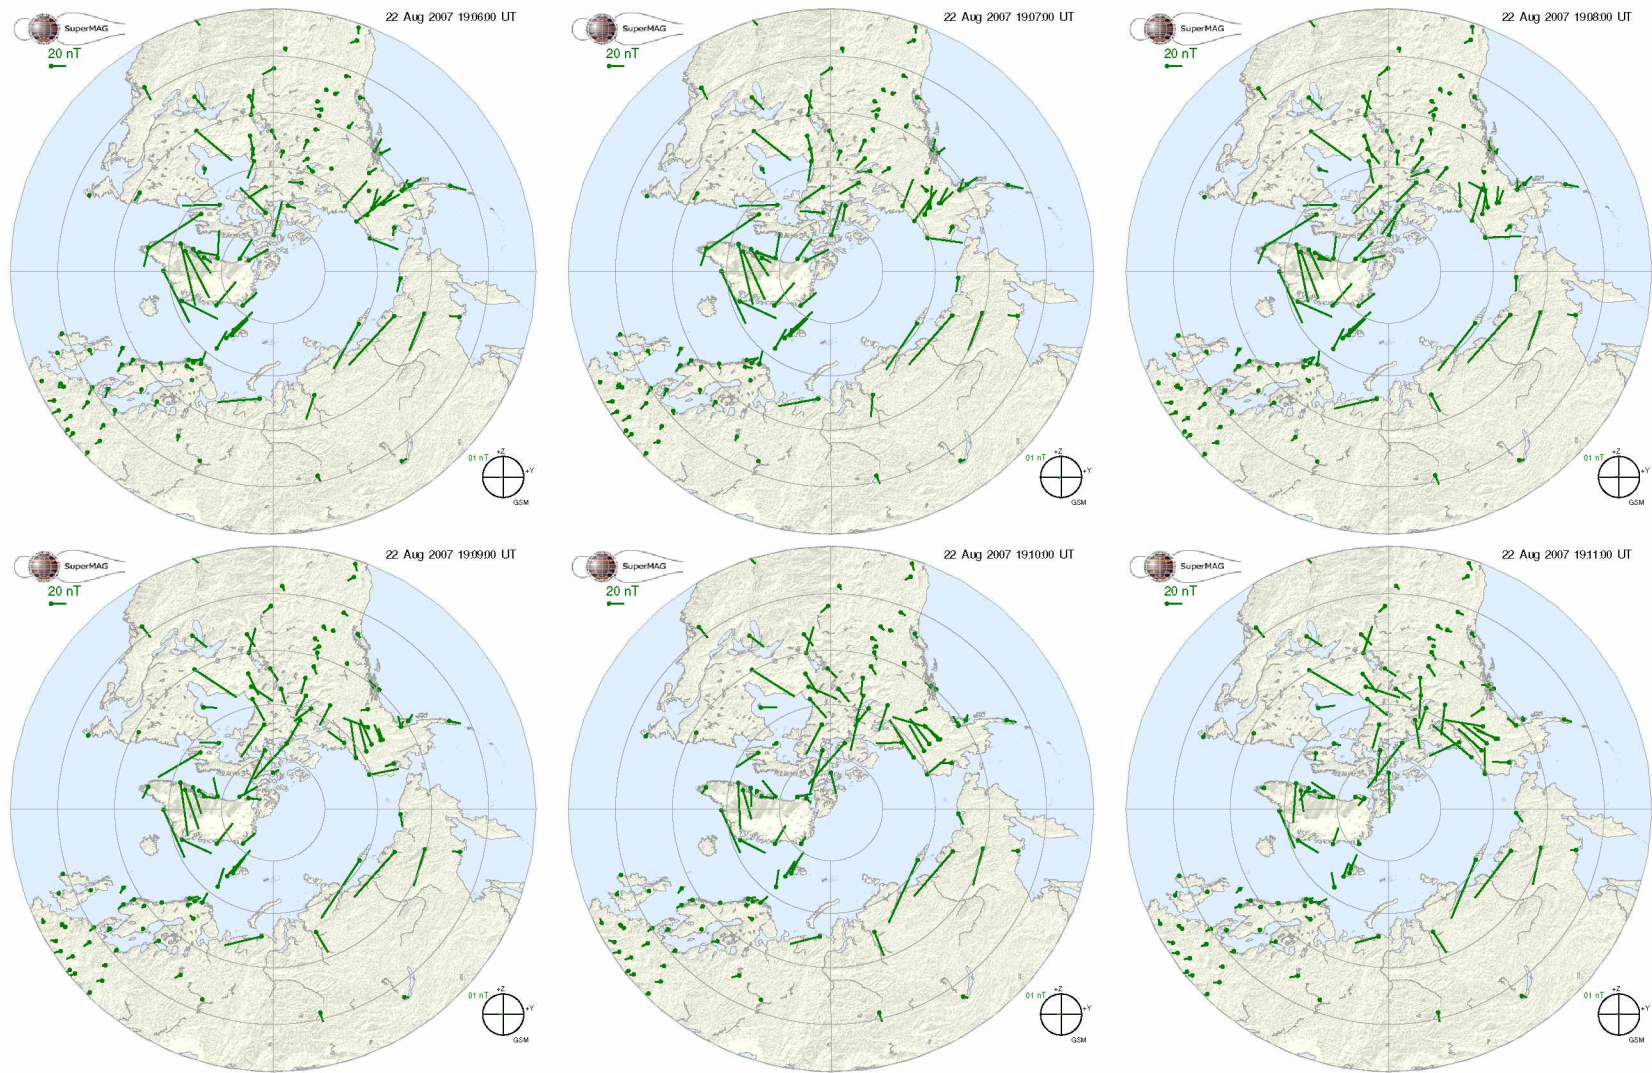 SuperMAG
22 Aug 2007 19:06:00 UT
20 nT
01 nT
+Z
+Y
GSM
SuperMAG
22 Aug 2007 19:07:00 UT
20 nT
01 nT
+Z
+Y
GSM
SuperMAG
22 Aug 2007 19:08:00 UT
20 nT
01 nT
+Z
+Y
GSM
SuperMAG
22 Aug 2007 19:09:00 UT
20 nT
01 nT
+Z
+Y
GSM
SuperMAG
22 Aug 2007 19:10:00 UT
20 nT
01 nT
+Z
+Y
GSM
SuperMAG
22 Aug 2007 19:11:00 UT
20 nT
01 nT
+Z
+Y
GSM